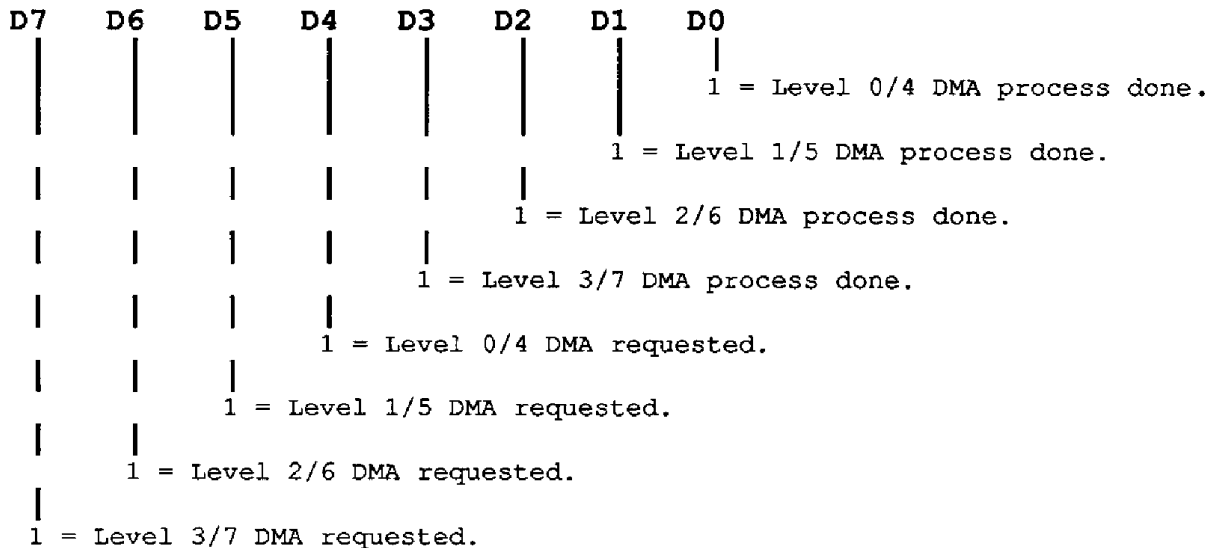 D7 D6 D5 D4 D3 D2 D1 D0
1 = Level 0/4 DMA process done.
1 = Level 1/5 DMA process done.
1 = Level 2/6 DMA process done.
1 = Level 3/7 DMA process done.
1 = Level 0/4 DMA requested.
1 = Level 1/5 DMA requested.
1 = Level 2/6 DMA requested.
1 = Level 3/7 DMA requested.